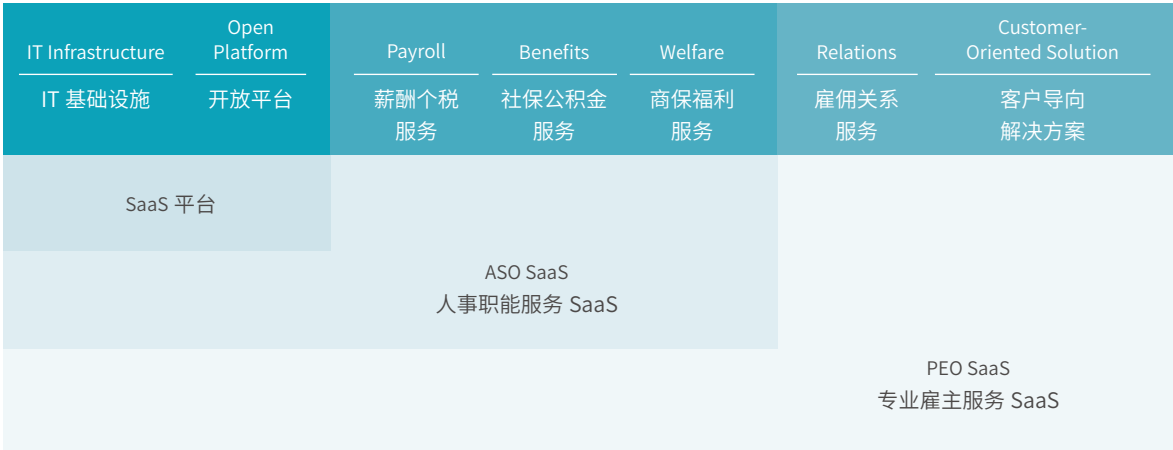 IT Infrastructure
IT 基础设施
Open
Platform
开放平台
Payroll
薪酬个税
服务
Benefits
社保公积金
服务
Welfare
商保福利
服务
Relations
雇佣关系
服务
Customer-
Oriented Solution
客户导向
解决方案
SaaS 平台
ASO SaaS
人事职能服务 SaaS
PEO SaaS
专业雇主服务 SaaS